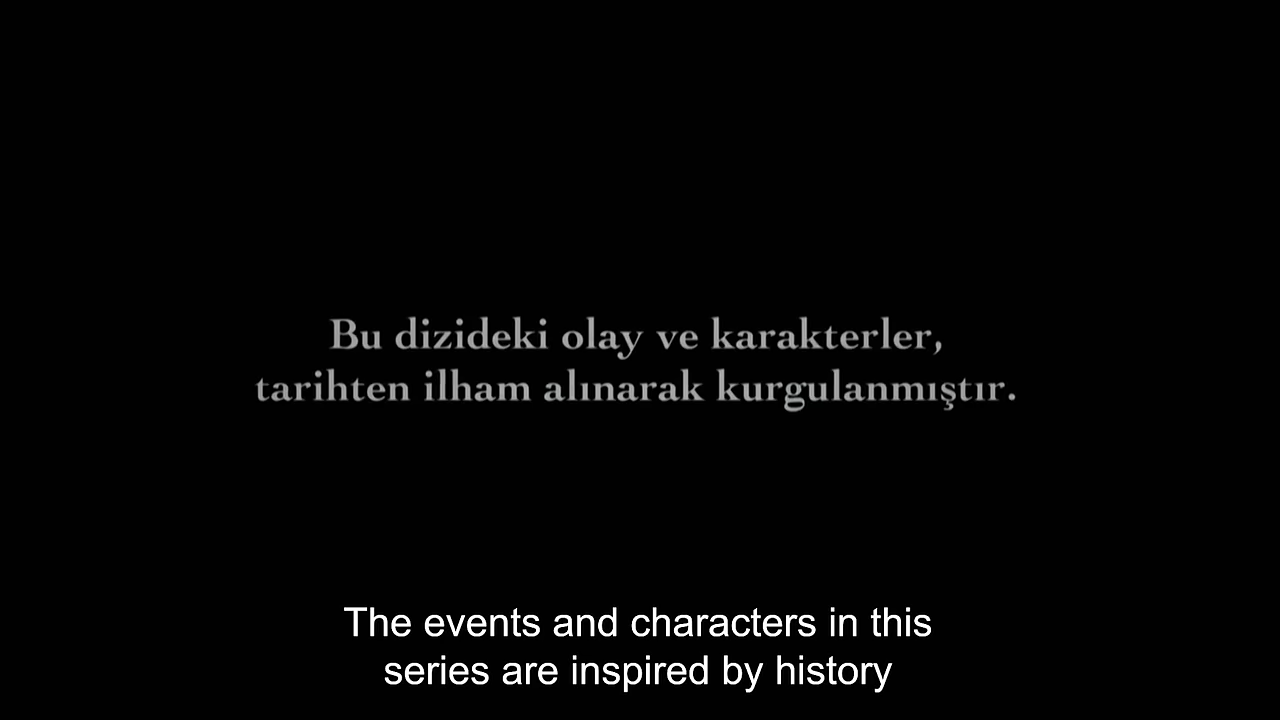 Bu dizideki olay ve karakterler,
tarihten ilham alınarak kurgulanmıştır.
The events and characters in this
series are inspired by history